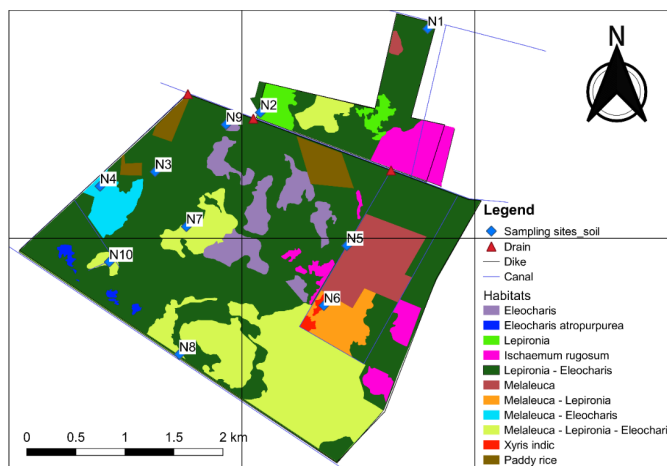 N1
N
N2
N9
N3
N4
N7
N5
N10
N6
N8
Legend
Sampling sites_soil
Drain
Dike
Canal
Habitats
Eleocharis
Eleocharis atropurpurea
Lepironia
Ischaemum rugosum
Lepironia - Eleocharis
Melaleuca
Melaleuca - Lepironia
Melaleuca - Eleocharis
Melaleuca - Lepironia - Eleochari
Xyris indic
Paddy rice
0 0.5 1 1.5 2 km